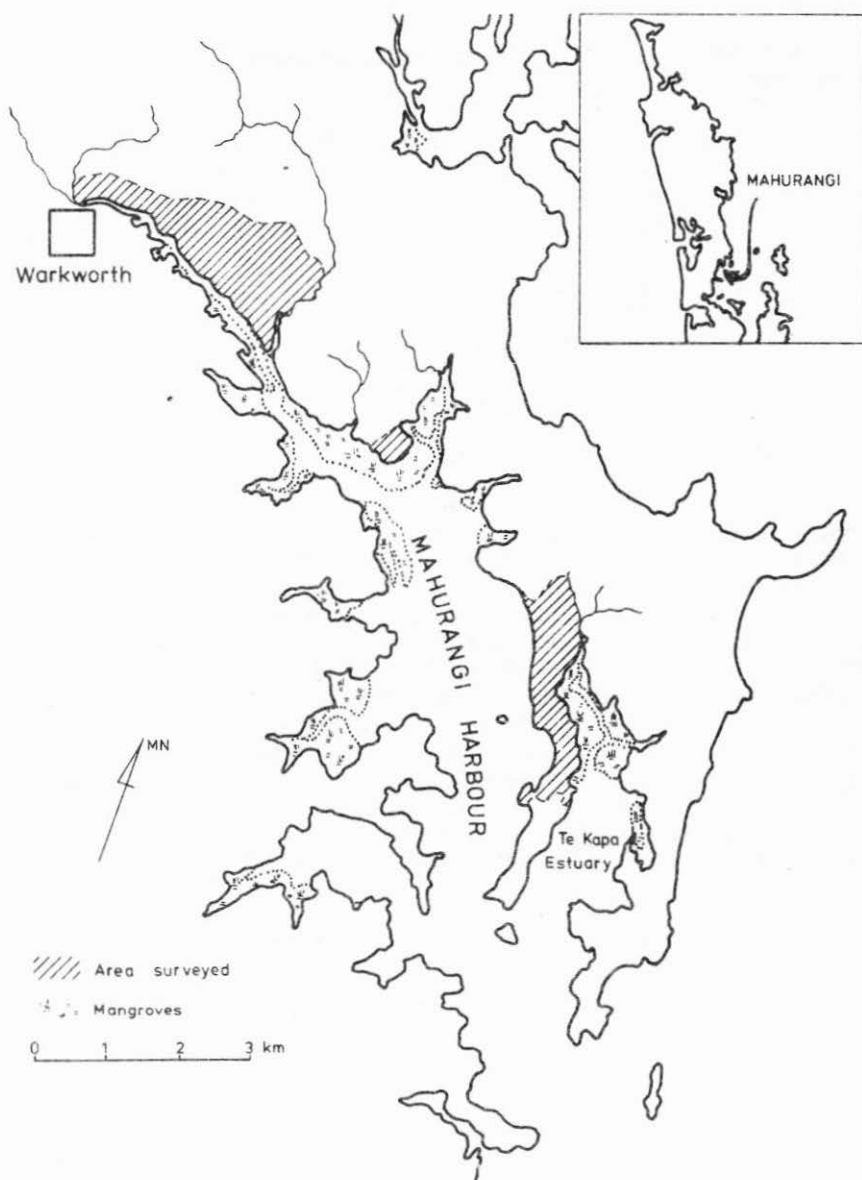 MAHURANGI
Warkworth
MAHURANGI HARBOUR
MN
Te Kapa
Estuary
Area surveyed
Mangroves
0 1 2 3 km